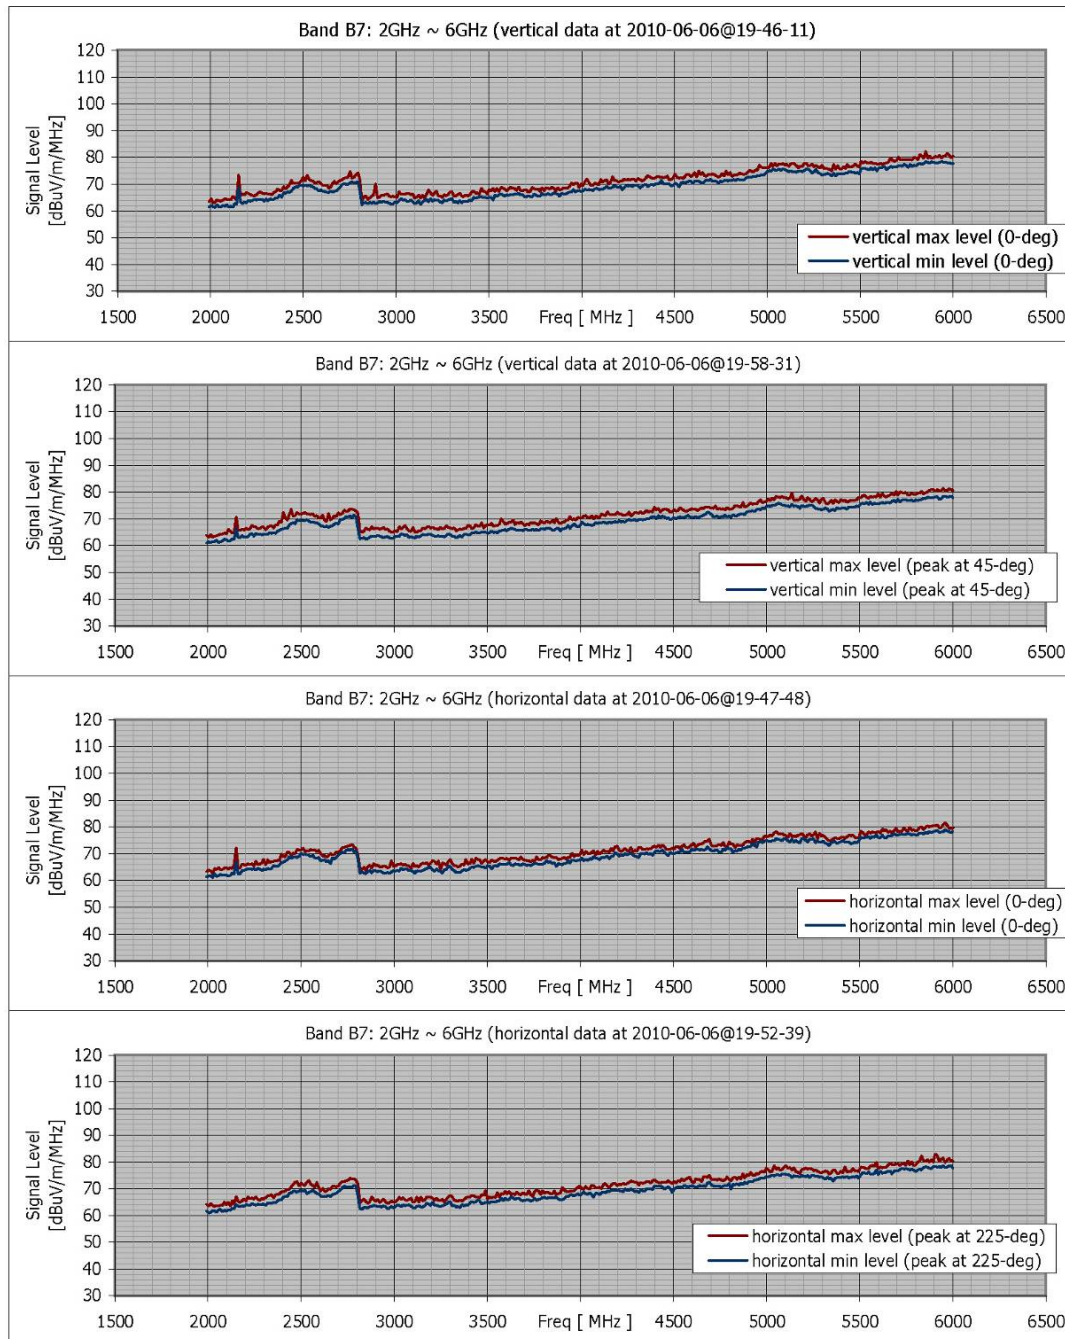 Band B7: 2GHz ~ 6GHz (vertical data at 2010-06-06@19-46-11)
120
110
100
90
80
70
60
50
40
30
Signal Level
[dBuV/m/MHz]
vertical max level (0-deg)
vertical min level (0-deg)
1500 2000 2500 3000 3500 Freq [ MHz ] 4500 5000 5500 6000 6500
Band B7: 2GHz ~ 6GHz (vertical data at 2010-06-06@19-58-31)
120
110
100
90
80
70
60
50
40
30
Signal Level
[dBuV/m/MHz]
vertical max level (peak at 45-deg)
vertical min level (peak at 45-deg)
1500 2000 2500 3000 3500 Freq [ MHz ] 4500 5000 5500 6000 6500
Band B7: 2GHz ~ 6GHz (horizontal data at 2010-06-06@19-47-48)
120
110
100
90
80
70
60
50
40
30
Signal Level
[dBuV/m/MHz]
horizontal max level (0-deg)
horizontal min level (0-deg)
1500 2000 2500 3000 3500 Freq [ MHz ] 4500 5000 5500 6000 6500
Band B7: 2GHz ~ 6GHz (horizontal data at 2010-06-06@19-52-39)
120
110
100
90
80
70
60
50
40
30
Signal Level
[dBuV/m/MHz]
horizontal max level (peak at 225-deg)
horizontal min level (peak at 225-deg)
1500 2000 2500 3000 3500 Freq [ MHz ] 4500 5000 5500 6000 6500